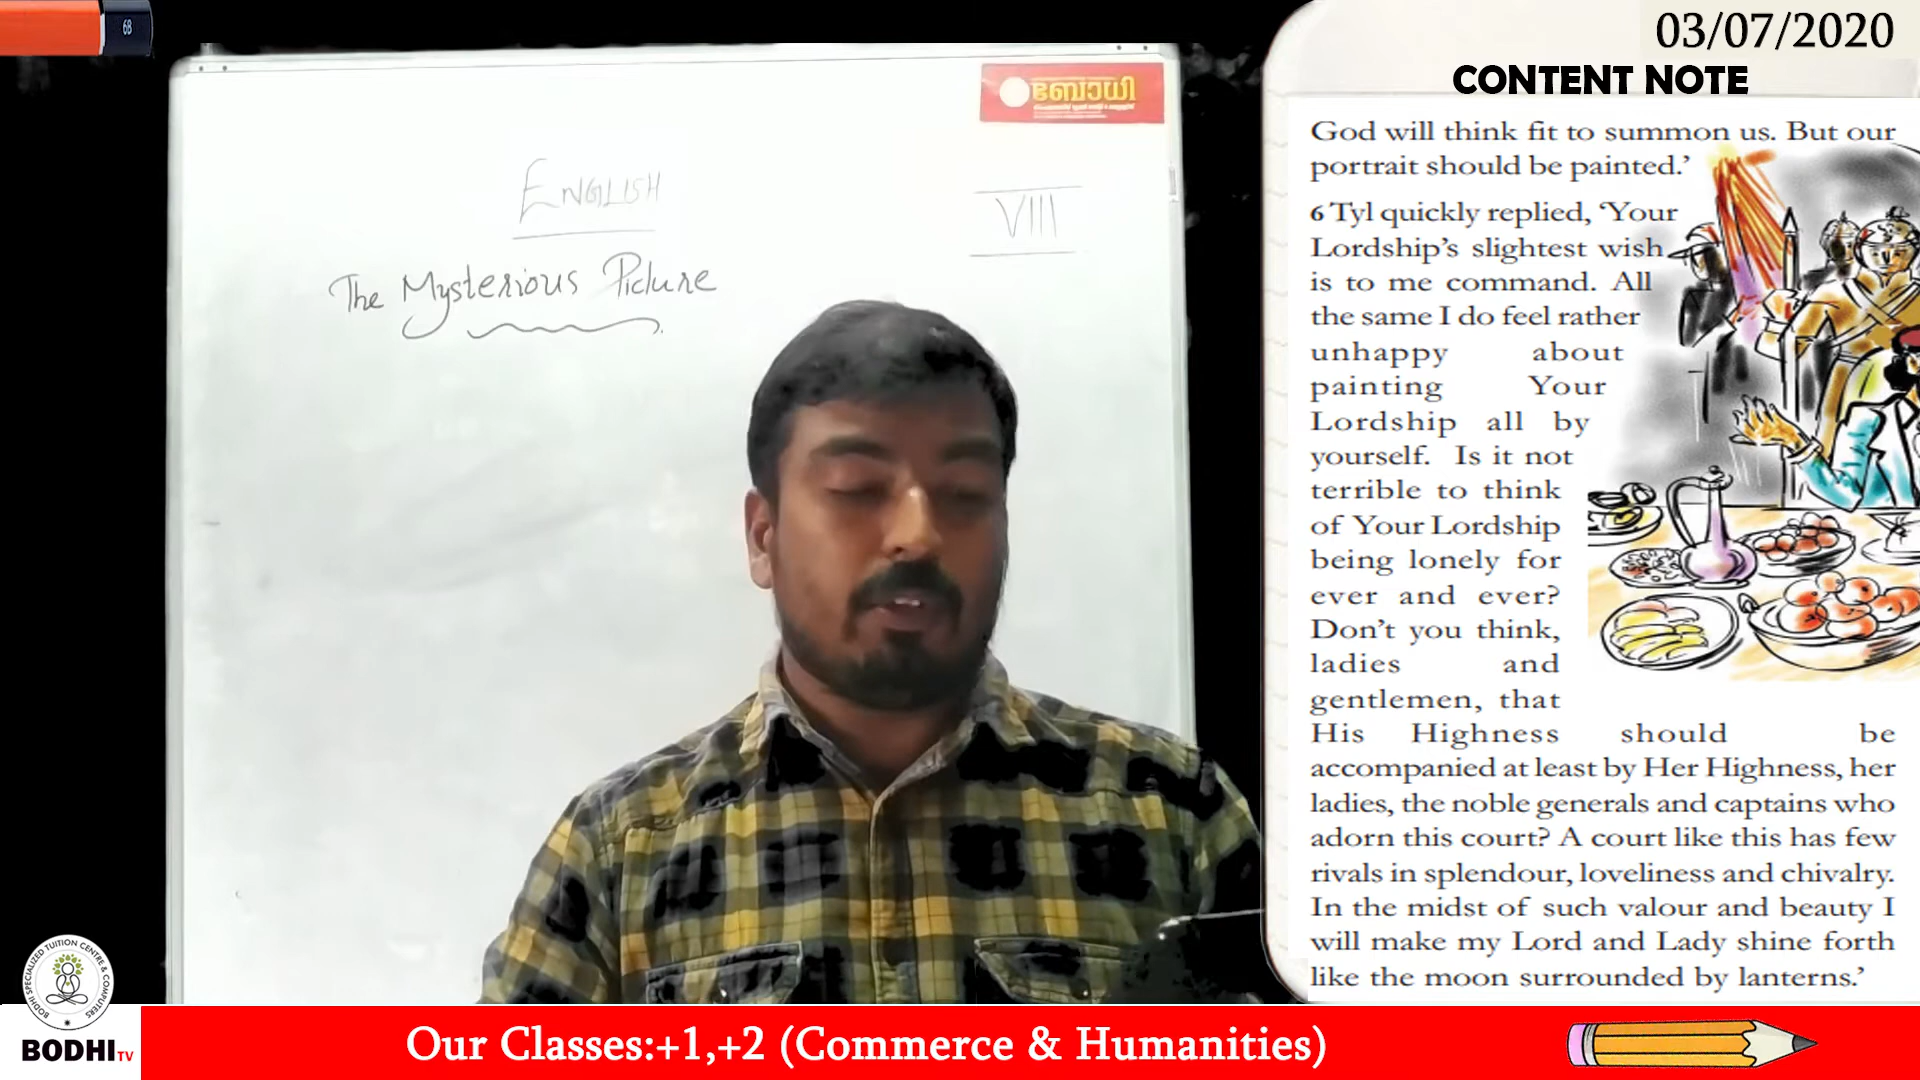 6B
03/07/2020
CONTENT NOTE
ബോധി
ENGLISH
VIII
The Mysterious Picture
God will think fit to summon us. But our
portrait should be painted.’
6 Tyl quickly replied, ‘Your
Lordship’s slightest wish
is to me command. All
the same I do feel rather
unhappy about
painting Your
Lordship all by
yourself. Is it not
terrible to think
of Your Lordship
being lonely for
ever and ever?
Don’t you think,
ladies and
gentlemen, that
His Highness should be
accompanied at least by Her Highness, her
ladies, the noble generals and captains who
adorn this court? A court like this has few
rivals in splendour, loveliness and chivalry.
In the midst of such valour and beauty I
will make my Lord and Lady shine forth
like the moon surrounded by lanterns.’
BODHI SPECIALIZED TUITION CENTRE & COMPUTERS
BODHI TV
Our Classes:+1,+2 (Commerce & Humanities)